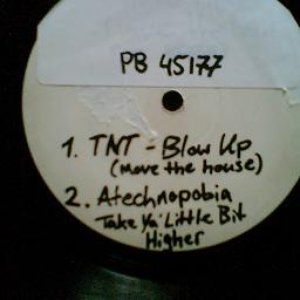 PB 45177
1. TNT - Blow Up
(move the house)
2. Atechnopobia
Take Ya' Little Bit
Higher